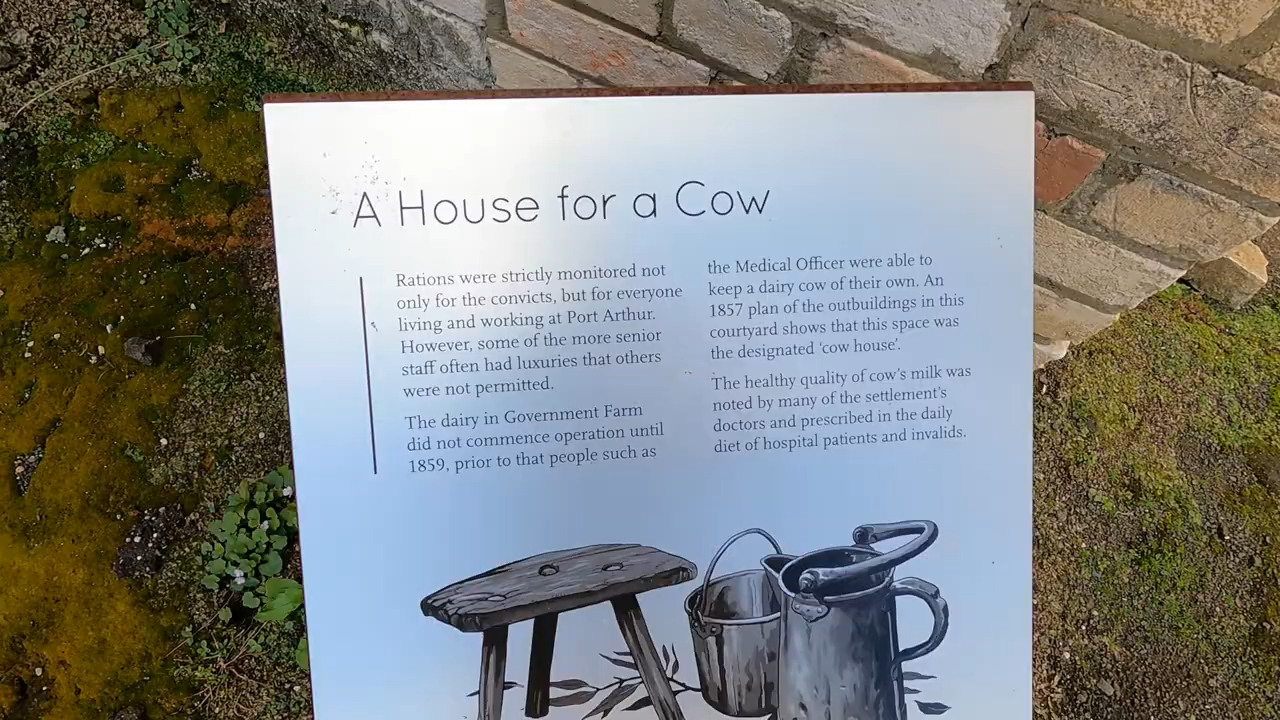 A House for a Cow
Rations were strictly monitored not
only for the convicts, but for everyone
living and working at Port Arthur.
However, some of the more senior
staff often had luxuries that others
were not permitted.
The dairy in Government Farm
did not commence operation until
1859, prior to that people such as
the Medical Officer were able to
keep a dairy cow of their own. An
1857 plan of the outbuildings in this
courtyard shows that this space was
the designated ‘cow house’.
The healthy quality of cow’s milk was
noted by many of the settlement’s
doctors and prescribed in the daily
diet of hospital patients and invalids.